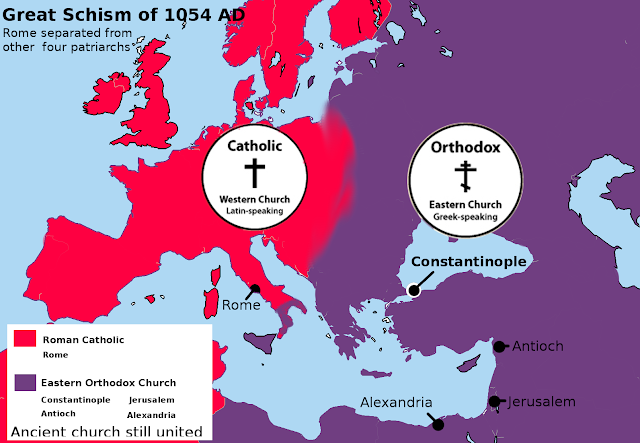 Great Schism of 1054 AD
Rome separated from
other four patriarchs
Catholic
Western Church
Latin-speaking
Orthodox
Eastern Church
Greek-speaking
Constantinople
Rome
Antioch
Jerusalem
Alexandria
Roman Catholic
Rome
Eastern Orthodox Church
Constantinople Jerusalem
Antioch Alexandria
Ancient church still united